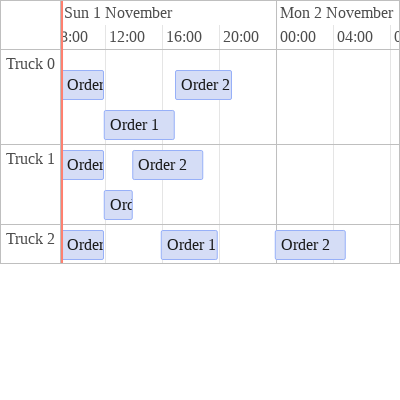 Sun 1 November Mon 2 November
8:00 12:00 16:00 20:00 00:00 04:00
Truck 0
Order Order 2
Order 1
Truck 1
Order Order 2
Ord
Truck 2
Order Order 1 Order 2